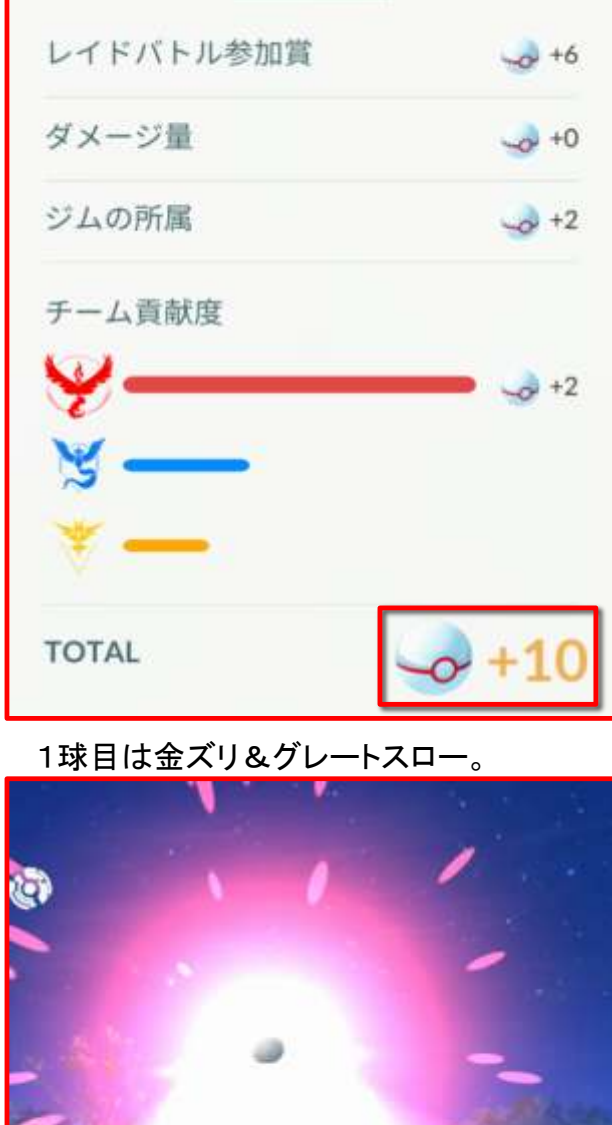 レイドバトル参加賞 +6
ダメージ量 +0
ジムの所属 +2
チーム貢献度
+2
TOTAL +10
1球目は金ズリ&グレートスロー。